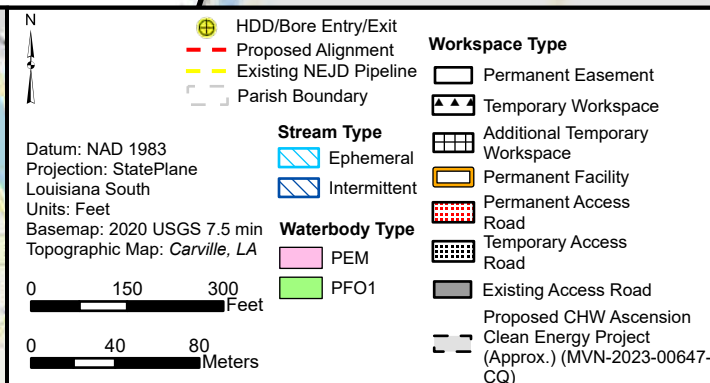 N
HDD/Bore Entry/Exit
Proposed Alignment
Existing NEJD Pipeline
Parish Boundary
Datum: NAD 1983
Projection: StatePlane
Louisiana South
Units: Feet
Basemap: 2020 USGS 7.5 min
Topographic Map: Carville, LA
0 150 300
Feet
0 40 80
Meters
Stream Type
Ephemeral
Intermittent
Waterbody Type
PEM
PFO1
Workspace Type
Permanent Easement
Temporary Workspace
Additional Temporary
Workspace
Permanent Facility
Permanent Access
Road
Temporary Access
Road
Existing Access Road
Proposed CHW Ascension
Clean Energy Project
(Approx.) (MVN-2023-00647-
CQ)